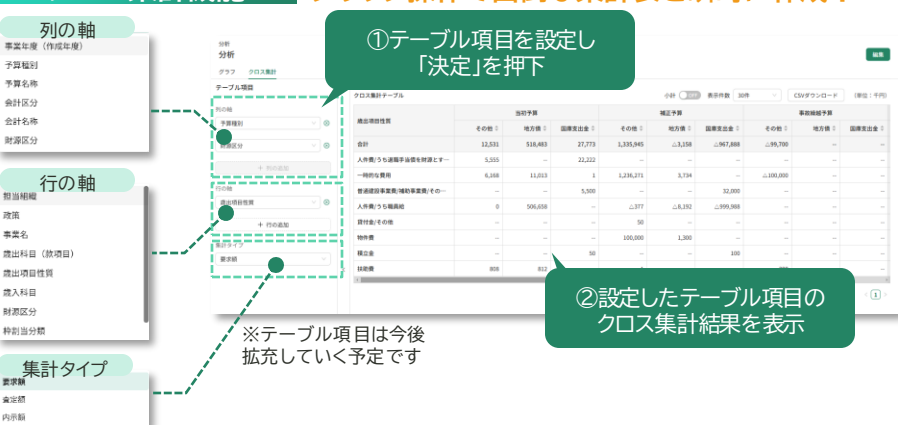 列の軸
事業年度（作成年度）
予算種別
予算名称
会計区分
会計名称
財源区分
行の軸
担当組織
政策
事業名
歳出科目（款項目）
歳出項目性質
歳入科目
財源区分
枠割当分類
集計タイプ
要求額
査定額
内示額
①テーブル項目を設定し
「決定」を押下
分析
分析
グラフ クロス集計
編集
テーブル項目
列の軸
予算種別
財源区分
＋ 列の追加
行の軸
歳出項目性質
＋ 行の追加
集計タイプ
要求額
クロス集計テーブル
小計 OFF 表示件数 30件 CSVダウンロード （単位：千円）
歳出項目性質 当初予算 補正予算 事故繰越予算
その他 地方債 国庫支出金 その他 地方債 国庫支出金 その他 地方債 国庫支出金
合計 12,531 518,483 27,773 1,335,945 △3,158 △967,888 △99,700 -- --
人件費/うち退職手当債を財源とす… 5,555 -- 22,222 -- -- -- -- -- --
一時的な費用 6,168 11,013 1 1,236,271 3,734 -- △100,000 -- --
普通建設事業費/補助事業費/その… -- -- 5,500 -- -- 32,000 -- -- --
人件費/うち職員給 0 506,658 -- △377 △8,192 △999,988 -- -- --
貸付金/その他 -- -- -- 50 -- -- -- -- --
物件費 -- -- -- 100,000 1,300 -- -- -- --
積立金 -- -- 50 -- -- 100 -- -- --
扶助費 808 812
1
②設定したテーブル項目の
クロス集計結果を表示
※テーブル項目は今後
拡充していく予定です